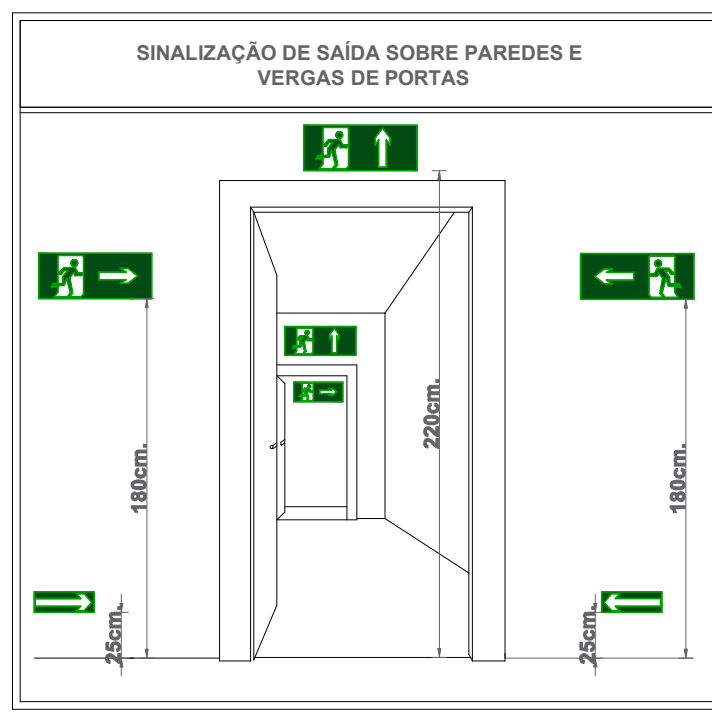 SINALIZAÇÃO DE SAÍDA SOBRE PAREDES E
VERGAS DE PORTAS
220cm.
180cm.
180cm.
25cm.
25cm.